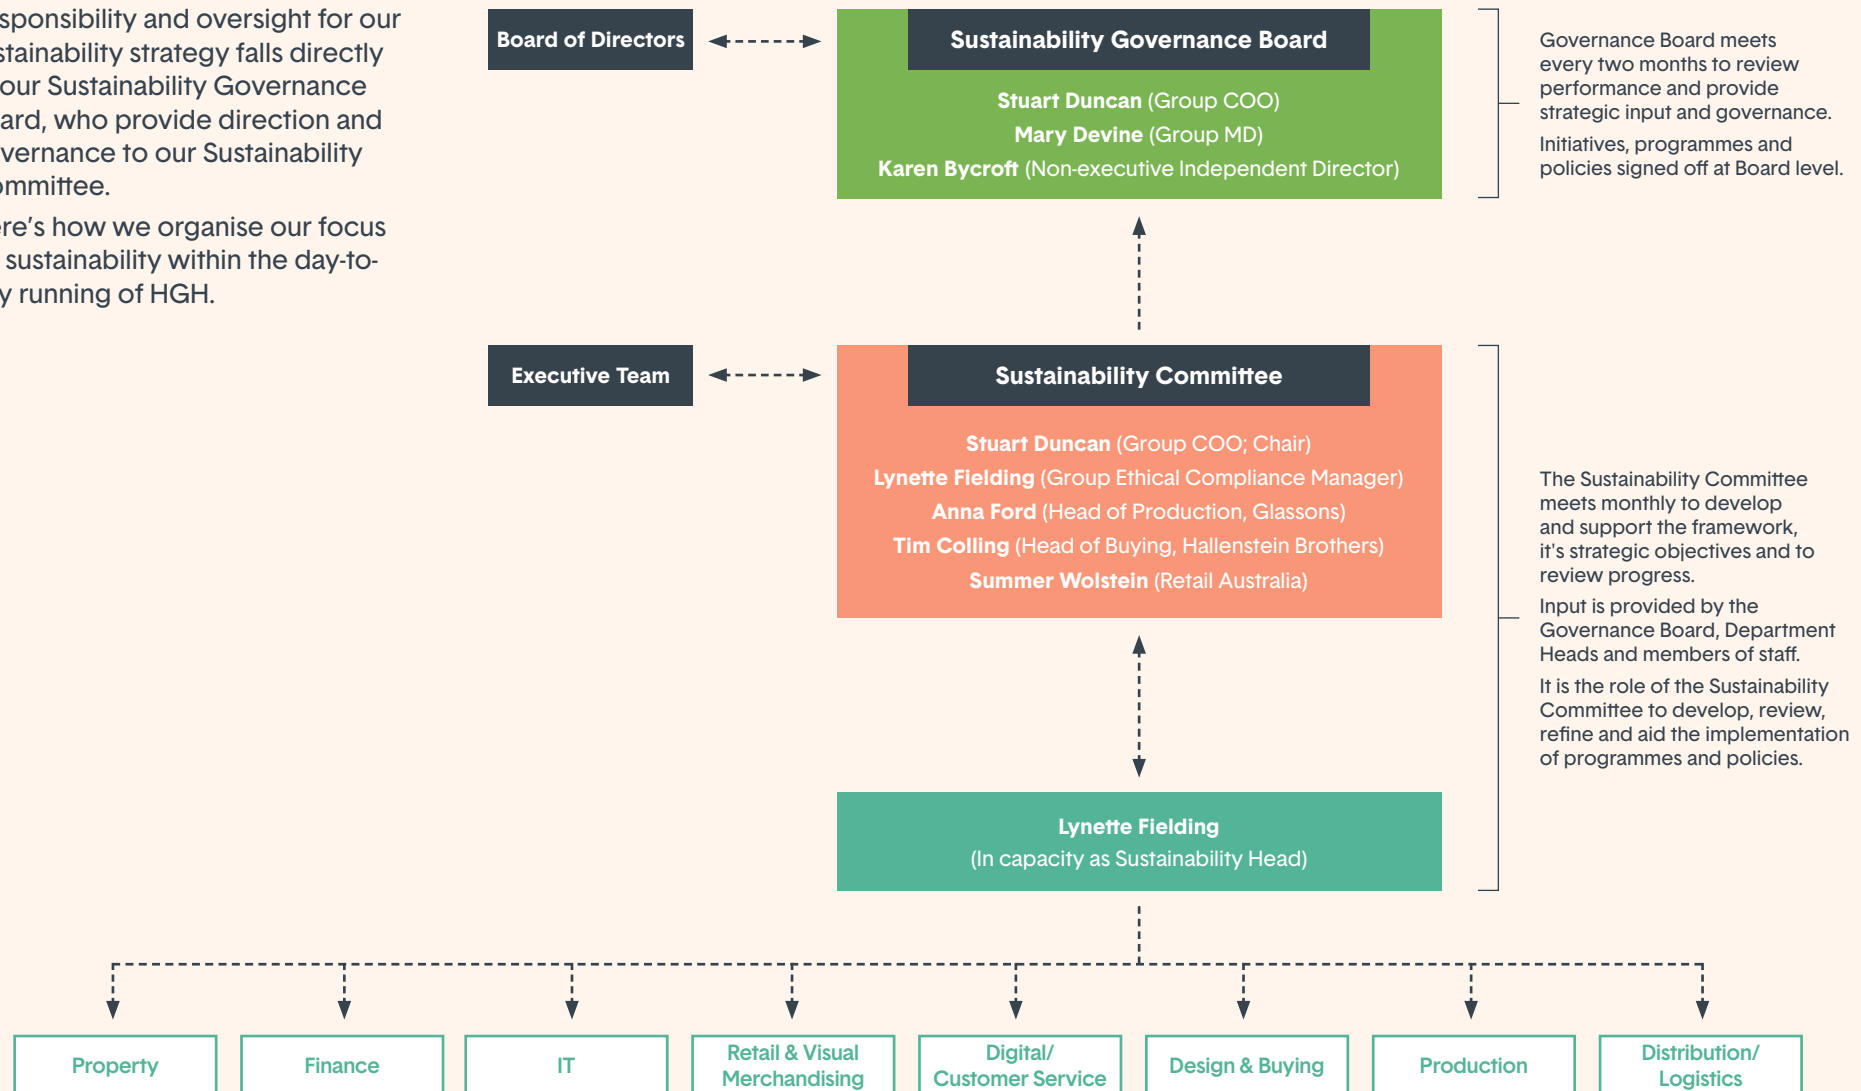 sponsibility and oversight for our
stainability strategy falls directly
our Sustainability Governance
ard, who provide direction and
vernance to our Sustainability
mmittee.
re's how we organise our focus
sustainability within the day-to-
y running of HGH.
Board of Directors
Sustainability Governance Board
Stuart Duncan (Group COO)
Mary Devine (Group MD)
Karen Bycroft (Non-executive Independent Director)
Governance Board meets
every two months to review
performance and provide
strategic input and governance.
Initiatives, programmes and
policies signed off at Board level.
Executive Team
Sustainability Committee
Stuart Duncan (Group COO; Chair)
Lynette Fielding (Group Ethical Compliance Manager)
Anna Ford (Head of Production, Glassons)
Tim Colling (Head of Buying, Hallenstein Brothers)
Summer Wolstein (Retail Australia)
The Sustainability Committee
meets monthly to develop
and support the framework,
it's strategic objectives and to
review progress.
Input is provided by the
Governance Board, Department
Heads and members of staff.
It is the role of the Sustainability
Committee to develop, review,
refine and aid the implementation
of programmes and policies.
Lynette Fielding
(In capacity as Sustainability Head)
Property
Finance
IT
Retail & Visual
Merchandising
Digital/
Customer Service
Design & Buying
Production
Distribution/
Logistics